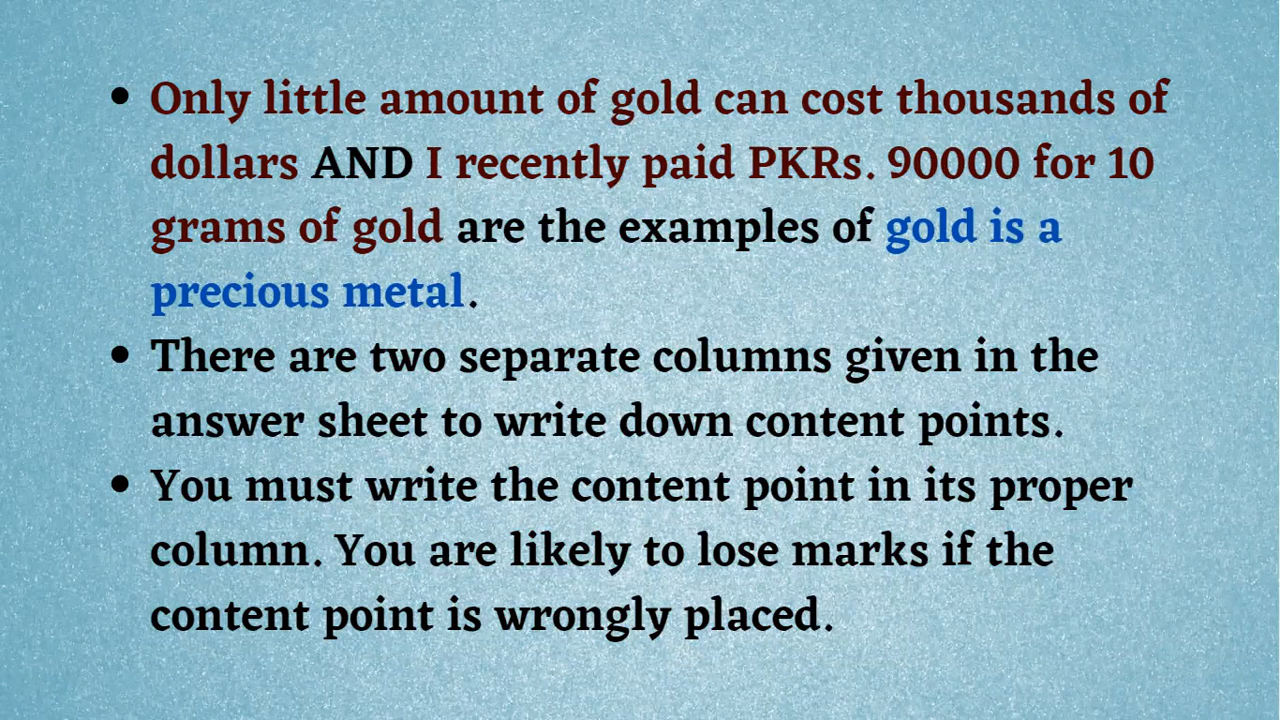 • Only little amount of gold can cost thousands of
dollars AND I recently paid PKRs. 90000 for 10
grams of gold are the examples of gold is a
precious metal.
• There are two separate columns given in the
answer sheet to write down content points.
• You must write the content point in its proper
column. You are likely to lose marks if the
content point is wrongly placed.